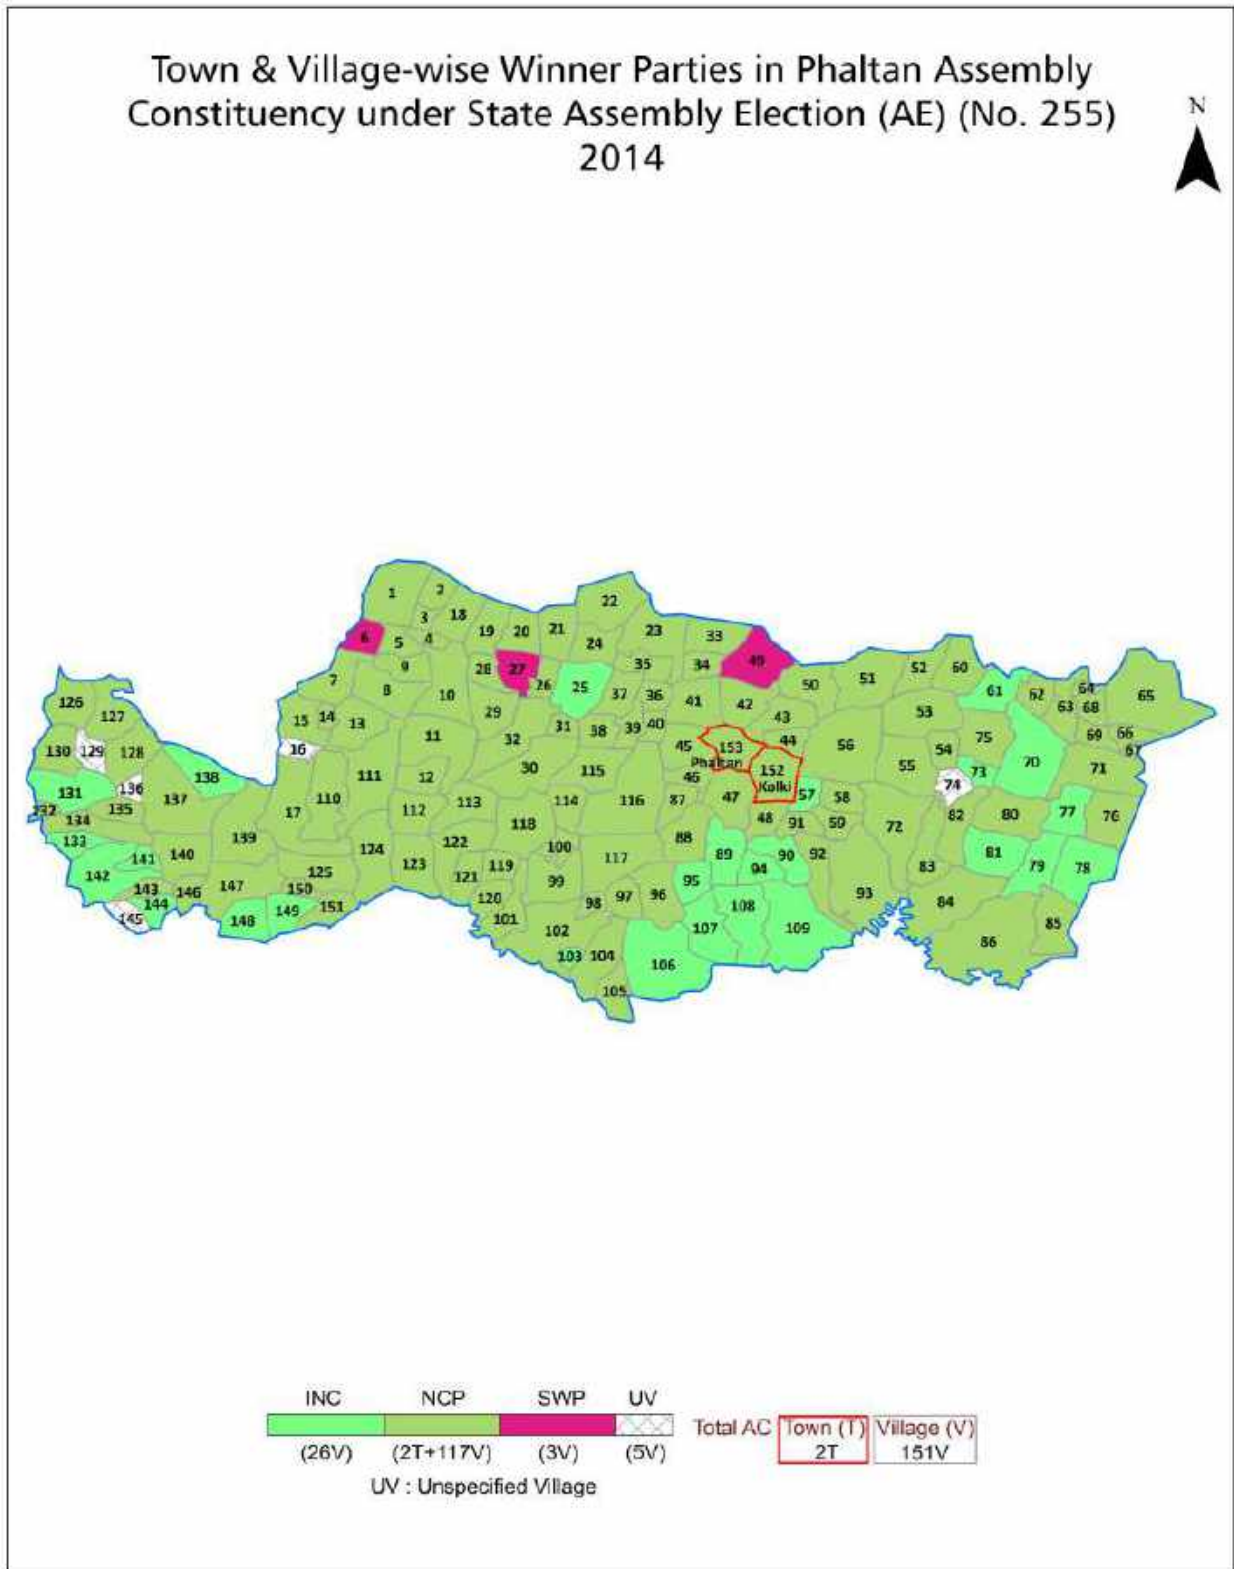 Town & Village-wise Winner Parties in Phaltan Assembly
Constituency under State Assembly Election (AE) (No. 255)
2014
N
1 2
22
3 18
6 5 4 19 20 21 24 23 33
9 28 27 35 34 49 52 60
7 8 10 26 25 37 36 50 51 61 62 64 65
126 127 15 14 13 29 31 38 39 40 41 42 43 53 63 68
130 129 128 16 11 32 45 153 44 56 54 75 69 66
Phaltan
67
138 111 12 30 115 46 152 55 73 70 71
Kolki
131 136 137 17 110 112 113 114 116 87 47 57 58 74 77 76
132 134 135 118 48 91 59 72 82 80
133 139 124 122 100 88
141 140 125 123 119 117 89 90 92 81
142 121 99 95 94 83 79 78
143 146 147 150 120 98 97 96 93 84
144 149 151 101 108
145 148 102 107 109 86 85
103 104 106
105
INC NCP SWP UV
(26V) (2T+117V) (3V) (5V)
Total AC Town (T) Village (V)
2T 151V
UV : Unspecified Village